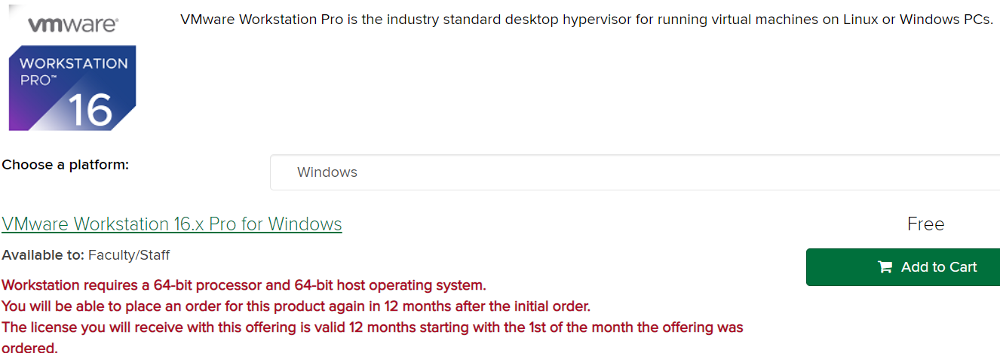 vmware®
VMware Workstation Pro is the industry standard desktop hypervisor for running virtual machines on Linux or Windows PCs.
WORKSTATION
PRO™
16
Choose a platform:
Windows
VMware Workstation 16.x Pro for Windows
Free
Available to: Faculty/Staff
Add to Cart
Workstation requires a 64-bit processor and 64-bit host operating system.
You will be able to place an order for this product again in 12 months after the initial order.
The license you will receive with this offering is valid 12 months starting with the 1st of the month the offering was
ordered.